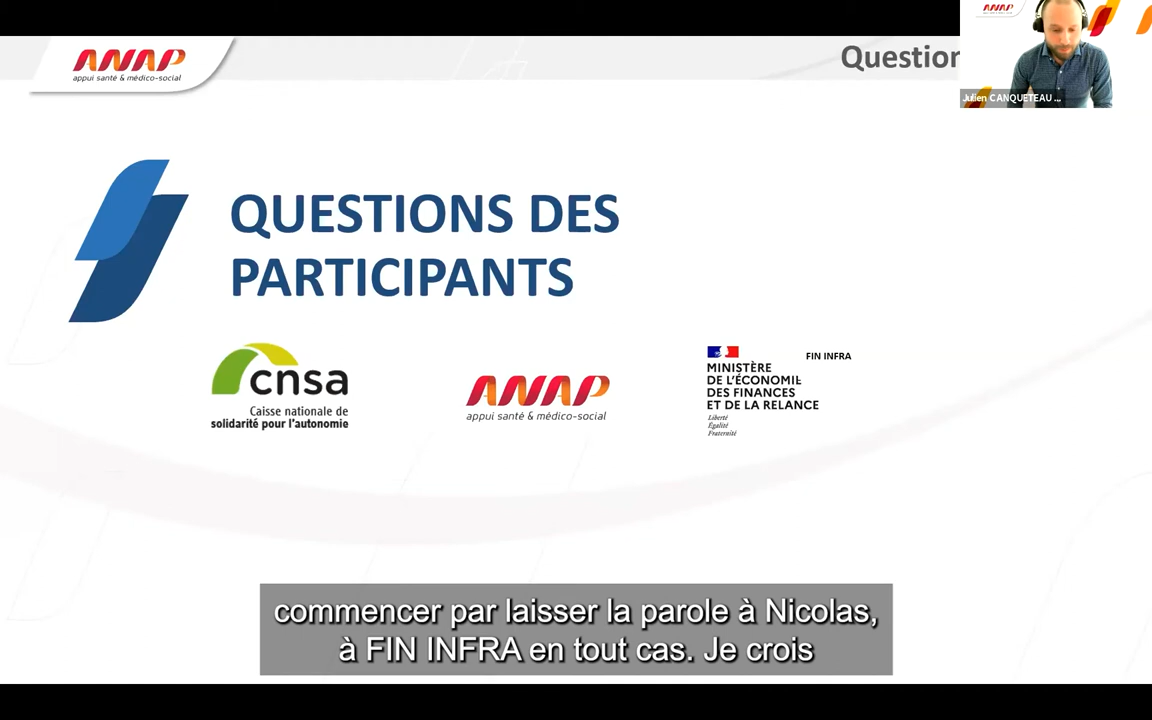 ANAP
appui santé & médico-social
Question
ANAP
Julien CANQUETEAU ...
QUESTIONS DES
PARTICIPANTS
cnsa
Caisse nationale de
solidarité pour l'autonomie
ANAP
appui santé & médico-social
FIN INFRA
MINISTÈRE
DE L'ÉCONOMIE
DES FINANCES
ET DE LA RELANCE
Liberté
Égalité
Fraternité
commencer par laisser la parole à Nicolas,
à FIN INFRA en tout cas. Je crois